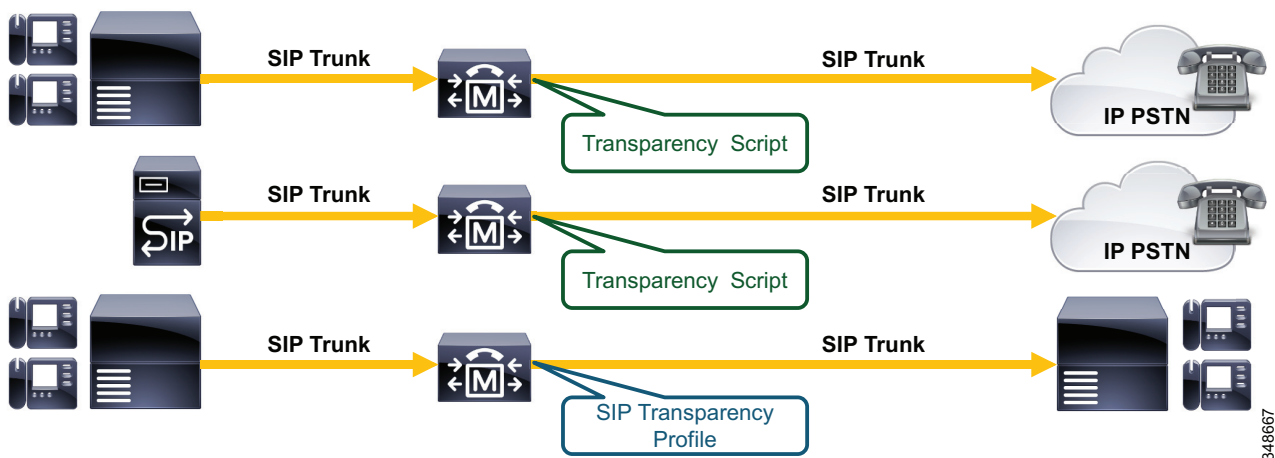 SIP Trunk
SIP Trunk
M
IP PSTN
Transparency Script
SIP Trunk
SIP Trunk
SIP
M
IP PSTN
Transparency Script
SIP Trunk
SIP Trunk
M
SIP Transparency
Profile
348667